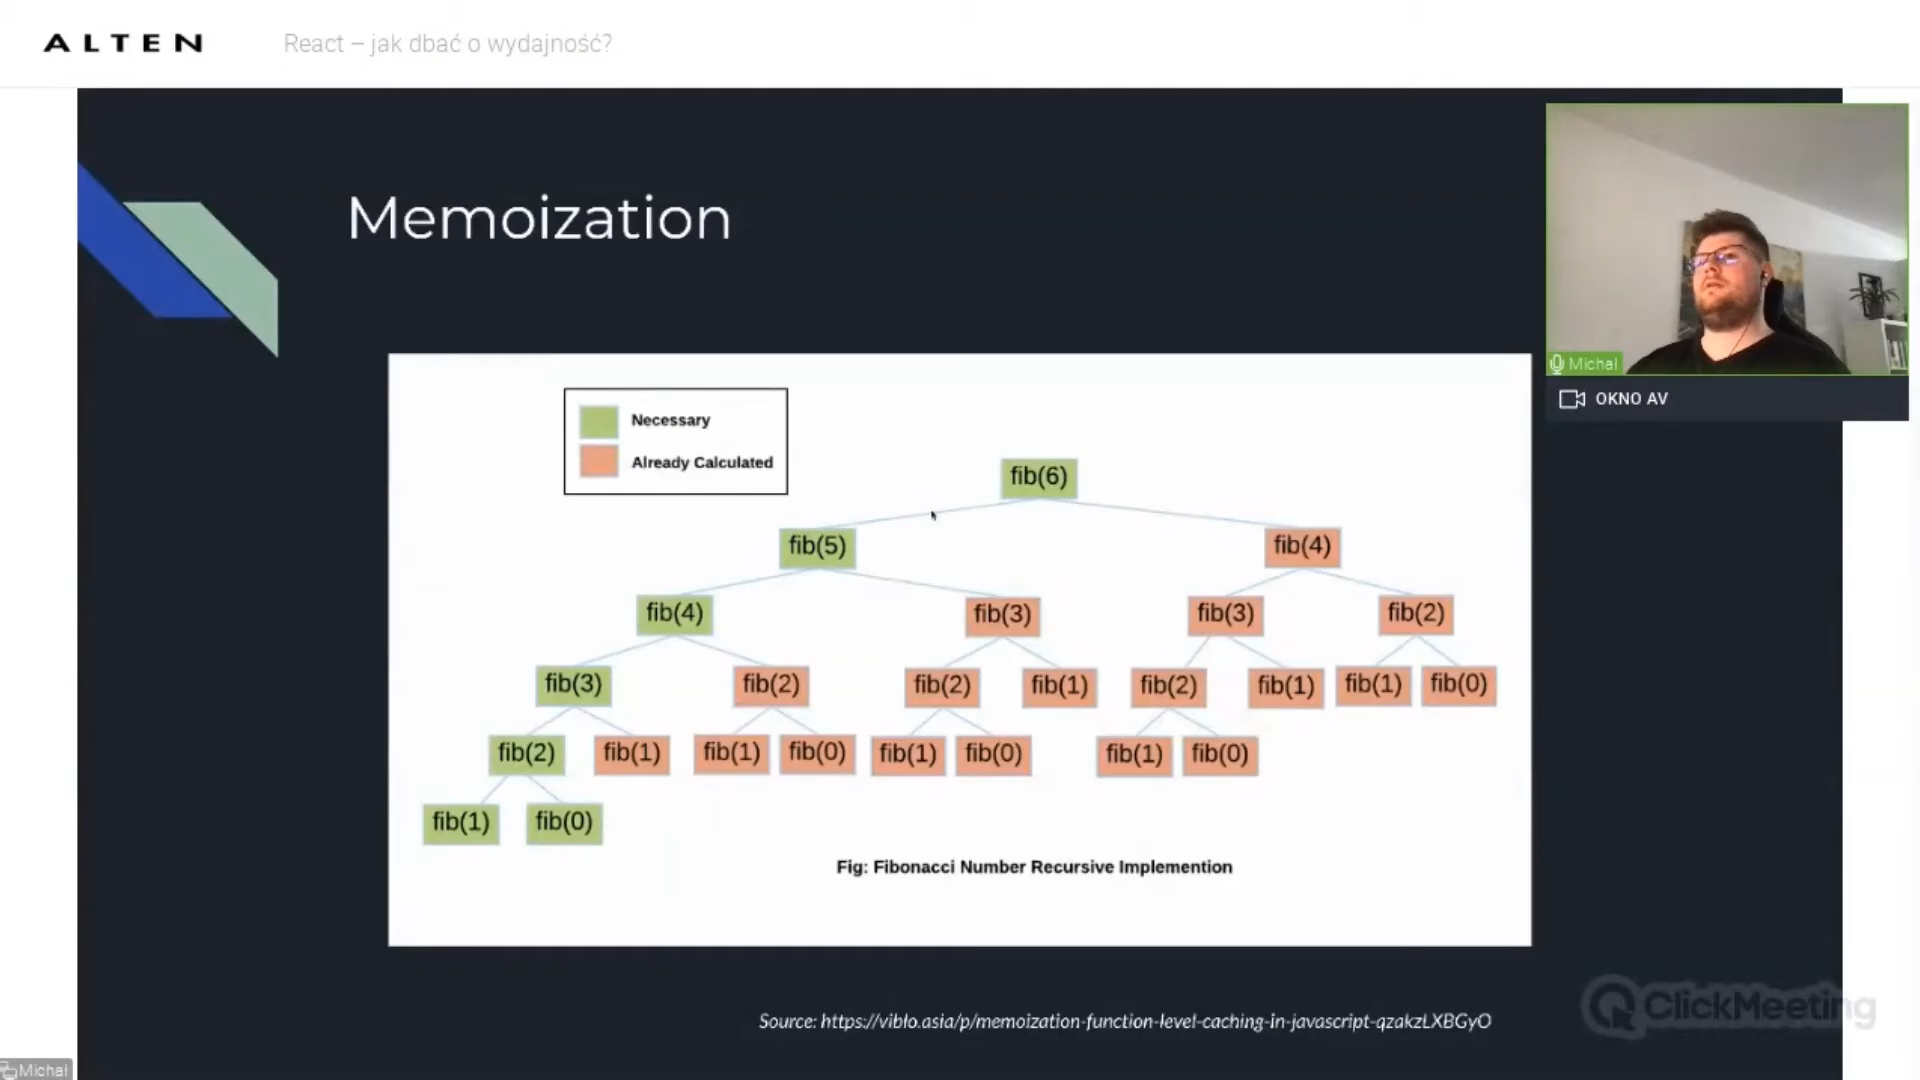 ALTEN
React – jak dbać o wydajność?
Memoization
Michał
OKNO AV
Necessary
Already Calculated
fib(6)
fib(5) fib(4)
fib(4) fib(3) fib(3) fib(2)
fib(3) fib(2) fib(2) fib(1) fib(2) fib(1) fib(1) fib(0)
fib(2) fib(1) fib(1) fib(0) fib(1) fib(0) fib(1) fib(0)
fib(1) fib(0)
Fig: Fibonacci Number Recursive Implemention
Source: https://viblo.asia/p/memoization-function-level-caching-in-javascript-qzakzLXBGyO
ClickMeeting
Michał